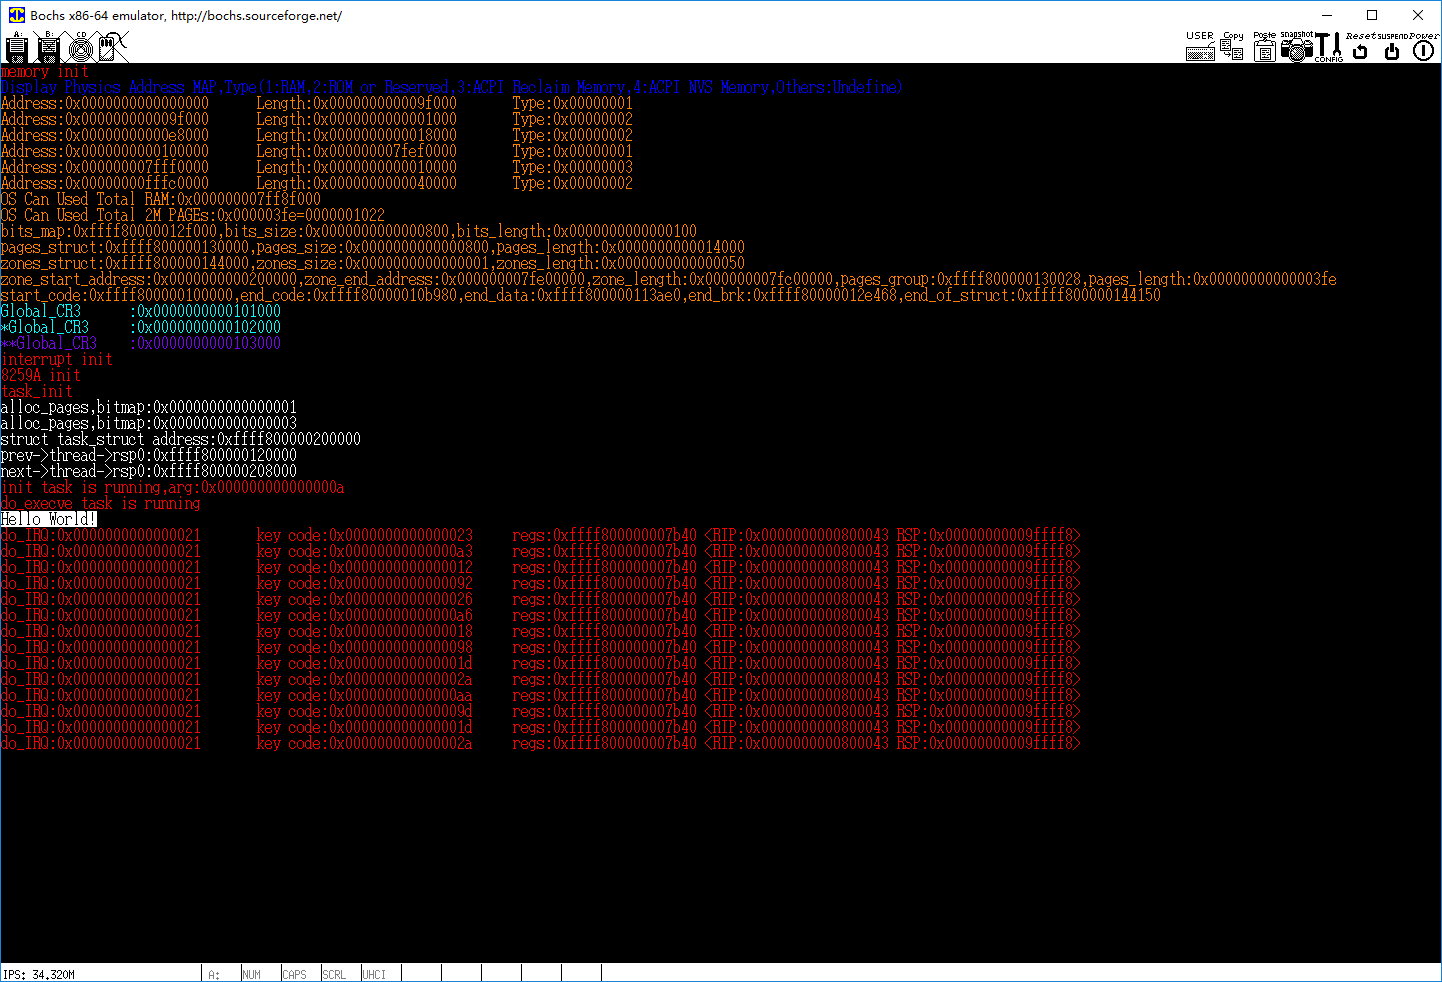 Bochs x86-64 emulator, http://bochs.sourceforge.net/
A: B: CD USER Copy Poste snapshot CONFIG Reset SUSPEND Power
memory init
Display Physics Address MAP,Type(1:RAM,2:ROM or Reserved,3:ACPI Reclaim Memory,4:ACPI NVS Memory,Others:Undefine)
Address:0x0000000000000000 Length:0x000000000009f000 Type:0x00000001
Address:0x000000000009f000 Length:0x0000000000001000 Type:0x00000002
Address:0x00000000000e8000 Length:0x0000000000018000 Type:0x00000002
Address:0x0000000000100000 Length:0x000000007fef0000 Type:0x00000001
Address:0x000000007fff0000 Length:0x0000000000010000 Type:0x00000003
Address:0x00000000fffc0000 Length:0x0000000000040000 Type:0x00000002
OS Can Used Total RAM:0x000000007ff8f000
OS Can Used Total 2M PAGEs:0x000003fe=0000001022
bits_map:0xffff80000012f000,bits_size:0x0000000000000800,bits_length:0x0000000000000100
pages_struct:0xffff800000130000,pages_size:0x0000000000000800,pages_length:0x0000000000014000
zones_struct:0xffff800000144000,zones_size:0x0000000000000001,zones_length:0x0000000000000050
zone_start_address:0x0000000000200000,zone_end_address:0x000000007fe00000,zone_length:0x000000007fc00000,pages_group:0xffff800000130028,pages_length:0x00000000000003fe
start_code:0xffff800000100000,end_code:0xffff80000010b980,end_data:0xffff800000113ae0,end_brk:0xffff80000012e468,end_of_struct:0xffff800000144150
Global_CR3 :0x0000000000101000
*Global_CR3 :0x0000000000102000
**Global_CR3 :0x0000000000103000
interrupt init
8259A init
task_init
alloc_pages,bitmap:0x0000000000000001
alloc_pages,bitmap:0x0000000000000003
struct task_struct address:0xffff800000200000
prev->thread->rsp0:0xffff800000120000
next->thread->rsp0:0xffff800000208000
init task is running,arg:0x000000000000000a
do_execve task is running
Hello World!
do_IRQ:0x0000000000000021 key code:0x0000000000000023 regs:0xffff800000007b40 <RIP:0x0000000000800043 RSP:0x00000000009ffff8>
do_IRQ:0x0000000000000021 key code:0x00000000000000a3 regs:0xffff800000007b40 <RIP:0x0000000000800043 RSP:0x00000000009ffff8>
do_IRQ:0x0000000000000021 key code:0x0000000000000012 regs:0xffff800000007b40 <RIP:0x0000000000800043 RSP:0x00000000009ffff8>
do_IRQ:0x0000000000000021 key code:0x0000000000000092 regs:0xffff800000007b40 <RIP:0x0000000000800043 RSP:0x00000000009ffff8>
do_IRQ:0x0000000000000021 key code:0x0000000000000026 regs:0xffff800000007b40 <RIP:0x0000000000800043 RSP:0x00000000009ffff8>
do_IRQ:0x0000000000000021 key code:0x00000000000000a6 regs:0xffff800000007b40 <RIP:0x0000000000800043 RSP:0x00000000009ffff8>
do_IRQ:0x0000000000000021 key code:0x0000000000000018 regs:0xffff800000007b40 <RIP:0x0000000000800043 RSP:0x00000000009ffff8>
do_IRQ:0x0000000000000021 key code:0x0000000000000098 regs:0xffff800000007b40 <RIP:0x0000000000800043 RSP:0x00000000009ffff8>
do_IRQ:0x0000000000000021 key code:0x000000000000001d regs:0xffff800000007b40 <RIP:0x0000000000800043 RSP:0x00000000009ffff8>
do_IRQ:0x0000000000000021 key code:0x000000000000002a regs:0xffff800000007b40 <RIP:0x0000000000800043 RSP:0x00000000009ffff8>
do_IRQ:0x0000000000000021 key code:0x00000000000000aa regs:0xffff800000007b40 <RIP:0x0000000000800043 RSP:0x00000000009ffff8>
do_IRQ:0x0000000000000021 key code:0x000000000000009d regs:0xffff800000007b40 <RIP:0x0000000000800043 RSP:0x00000000009ffff8>
do_IRQ:0x0000000000000021 key code:0x000000000000001d regs:0xffff800000007b40 <RIP:0x0000000000800043 RSP:0x00000000009ffff8>
do_IRQ:0x0000000000000021 key code:0x000000000000002a regs:0xffff800000007b40 <RIP:0x0000000000800043 RSP:0x00000000009ffff8>
IPS: 34.320M A: NUM CAPS SCRL UHCI